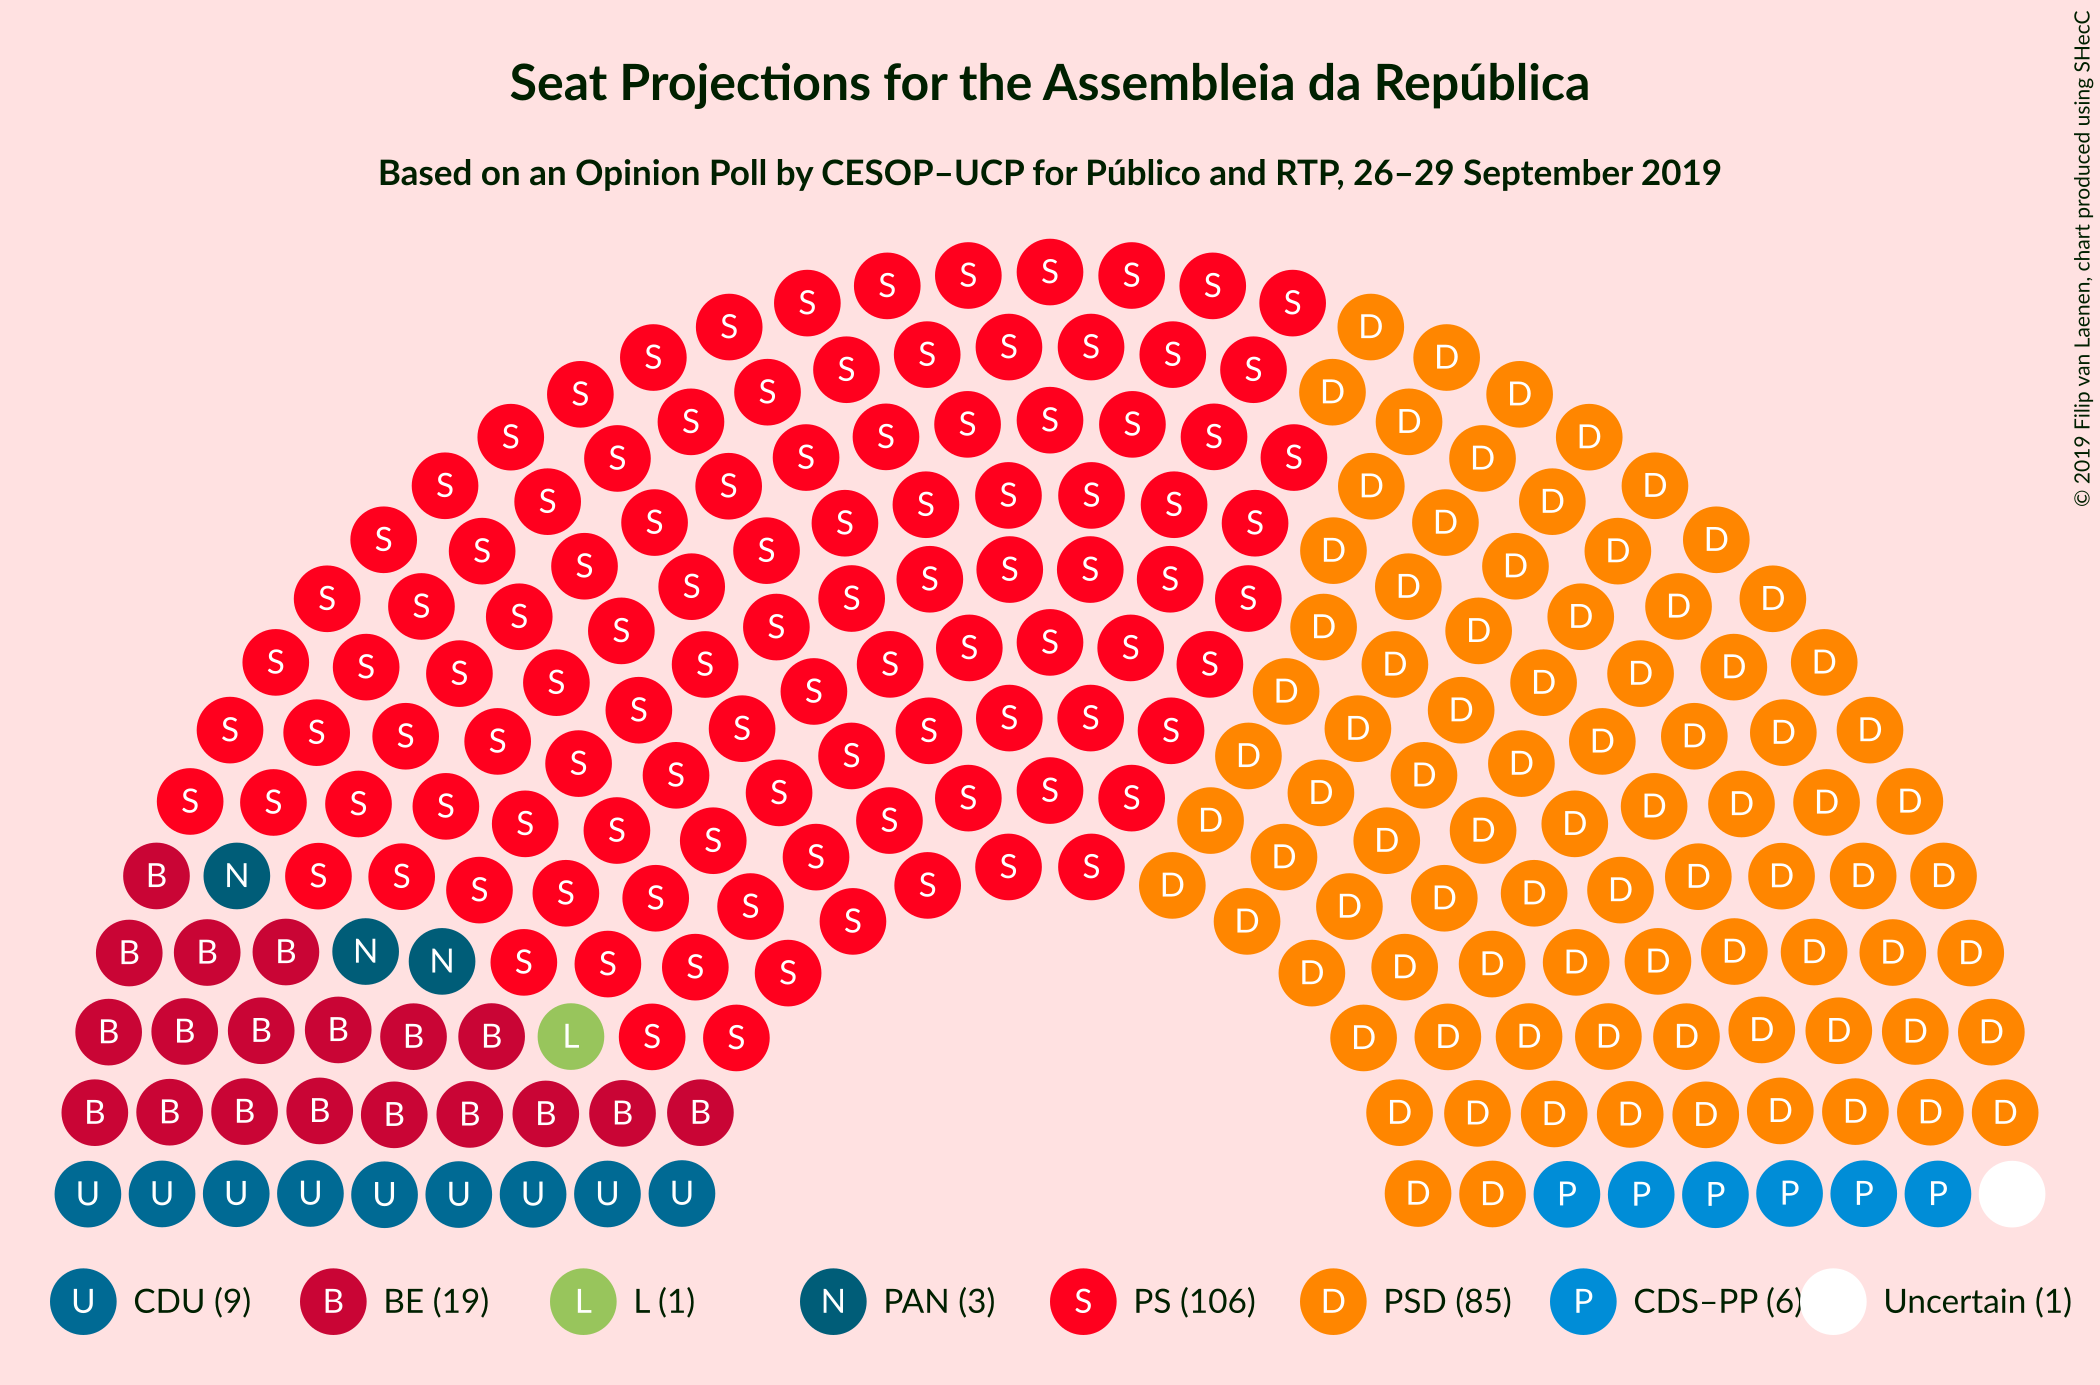 Seat Projections for the Assembleia da República
Based on an Opinion Poll by CESOP–UCP for Público and RTP, 26–29 September 2019
© 2019 Filip van Laenen, chart produced using SHecC
S S S S S S S S S S S S S S S S S S D D D D D D D D D D D D D D D D D D
B N S S S S S S S S
B B B N N S S S S
B B B B B B L S S D D D D D D D D D
B B B B B B B B B D D D D D D D D D
U U U U U U U U U D D P P P P P P
U CDU (9) B BE (19) L L (1) N PAN (3) S PS (106) D PSD (85) P CDS–PP (6) Uncertain (1)